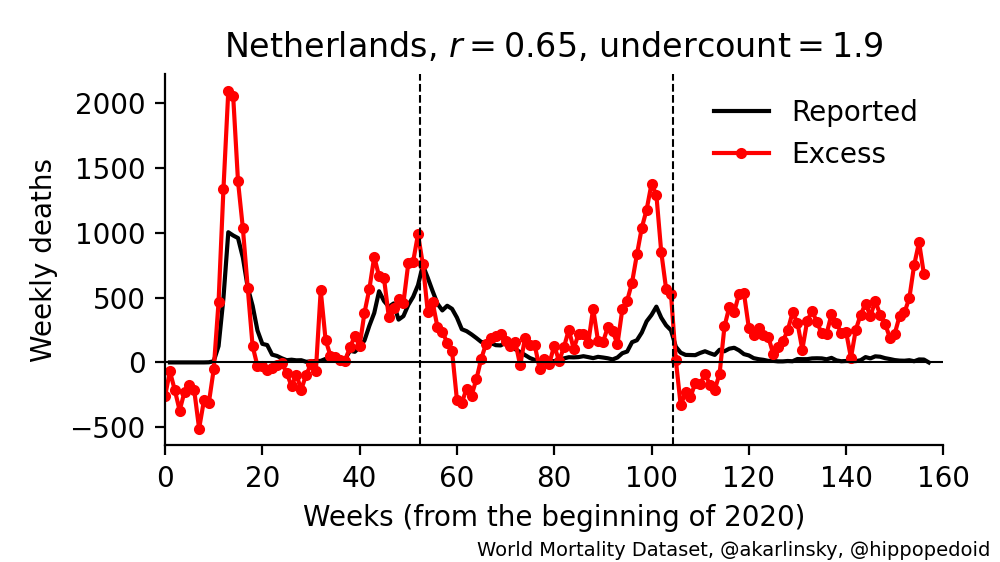 Netherlands, r = 0.65, undercount = 1.9
2000
1500
1000
500
0
−500
Weekly deaths
Reported
Excess
0 20 40 60 80 100 120 140 160
Weeks (from the beginning of 2020)
World Mortality Dataset, @akarlinsky, @hippopedoid